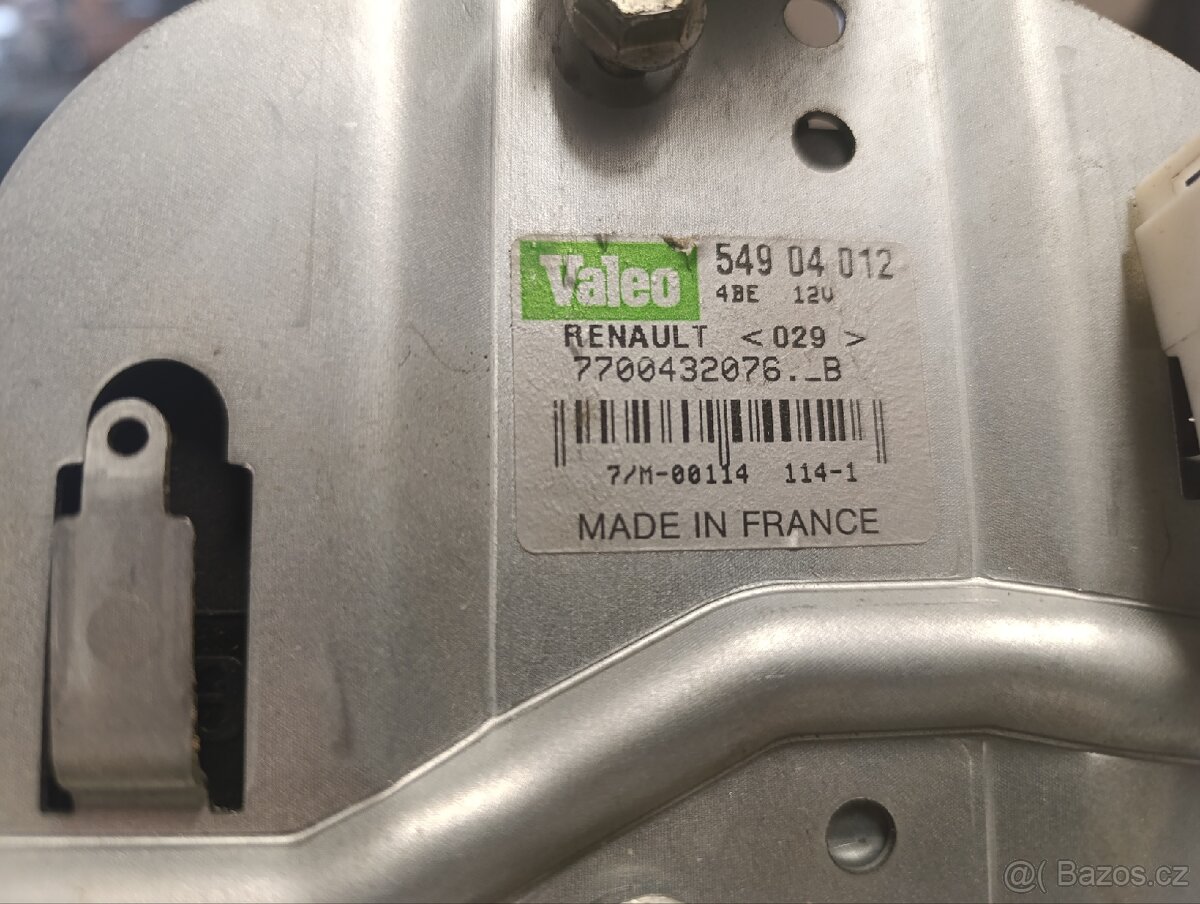 Valeo 549 04 012
4BE 12V
RENAULT <029>
7700432076._B
7/M-00114 114-1
MADE IN FRANCE
@( Bazos.cz